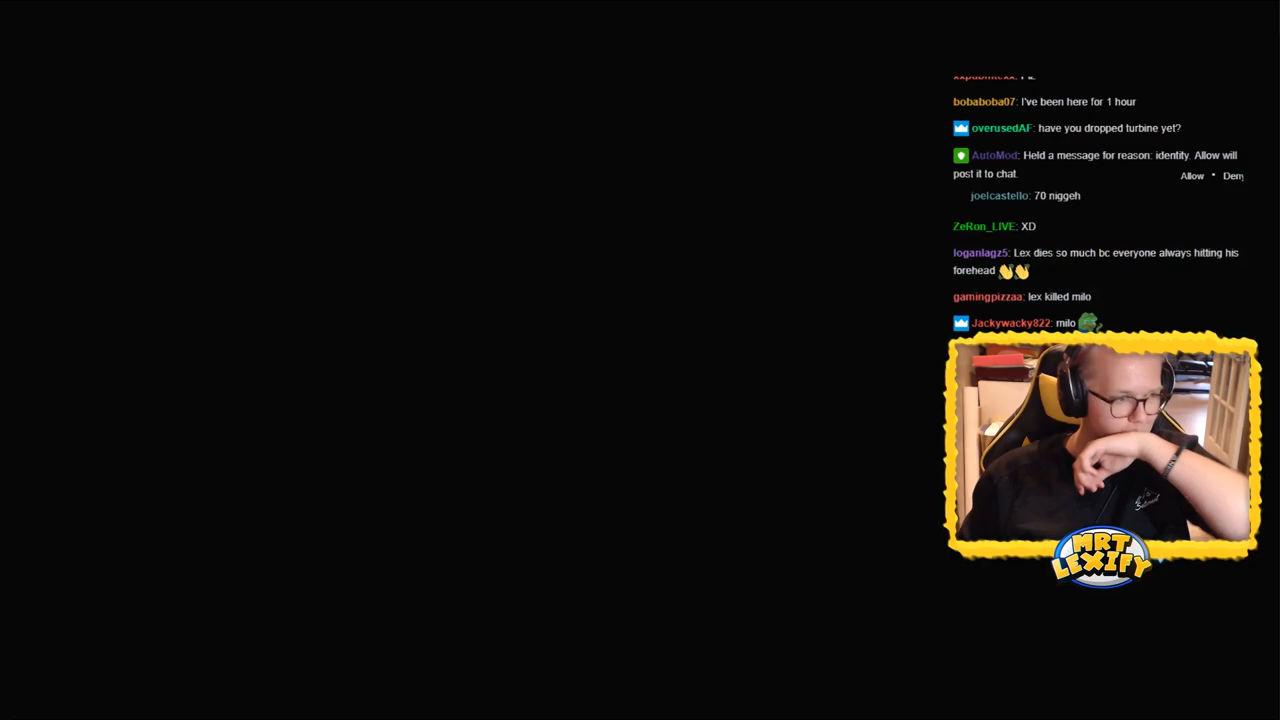 bobaboba07: I've been here for 1 hour
overusedAF: have you dropped turbine yet?
AutoMod: Held a message for reason: identity. Allow will
post it to chat.
Allow • Deny
joelcastello: 70 niggeh
ZeRon_LIVE: XD
loganlagz5: Lex dies so much bc everyone always hitting his
forehead 👏👏
gamingpizzaa: lex killed milo
Jackywacky822: milo
MRT
LEXIFY